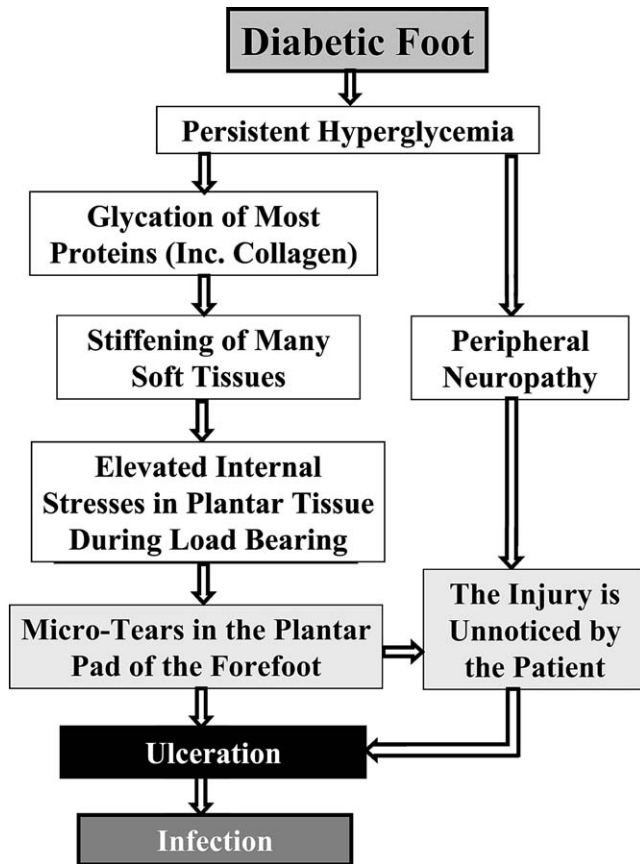 Diabetic Foot
Persistent Hyperglycemia
Glycation of Most
Proteins (Inc. Collagen)
Stiffening of Many
Soft Tissues
Peripheral
Neuropathy
Elevated Internal
Stresses in Plantar Tissue
During Load Bearing
Micro-Tears in the Plantar
Pad of the Forefoot
The Injury is
Unnoticed by
the Patient
Ulceration
Infection